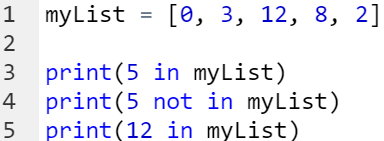 1 myList = [0, 3, 12, 8, 2]
2
3 print(5 in myList)
4 print(5 not in myList)
5 print(12 in myList)